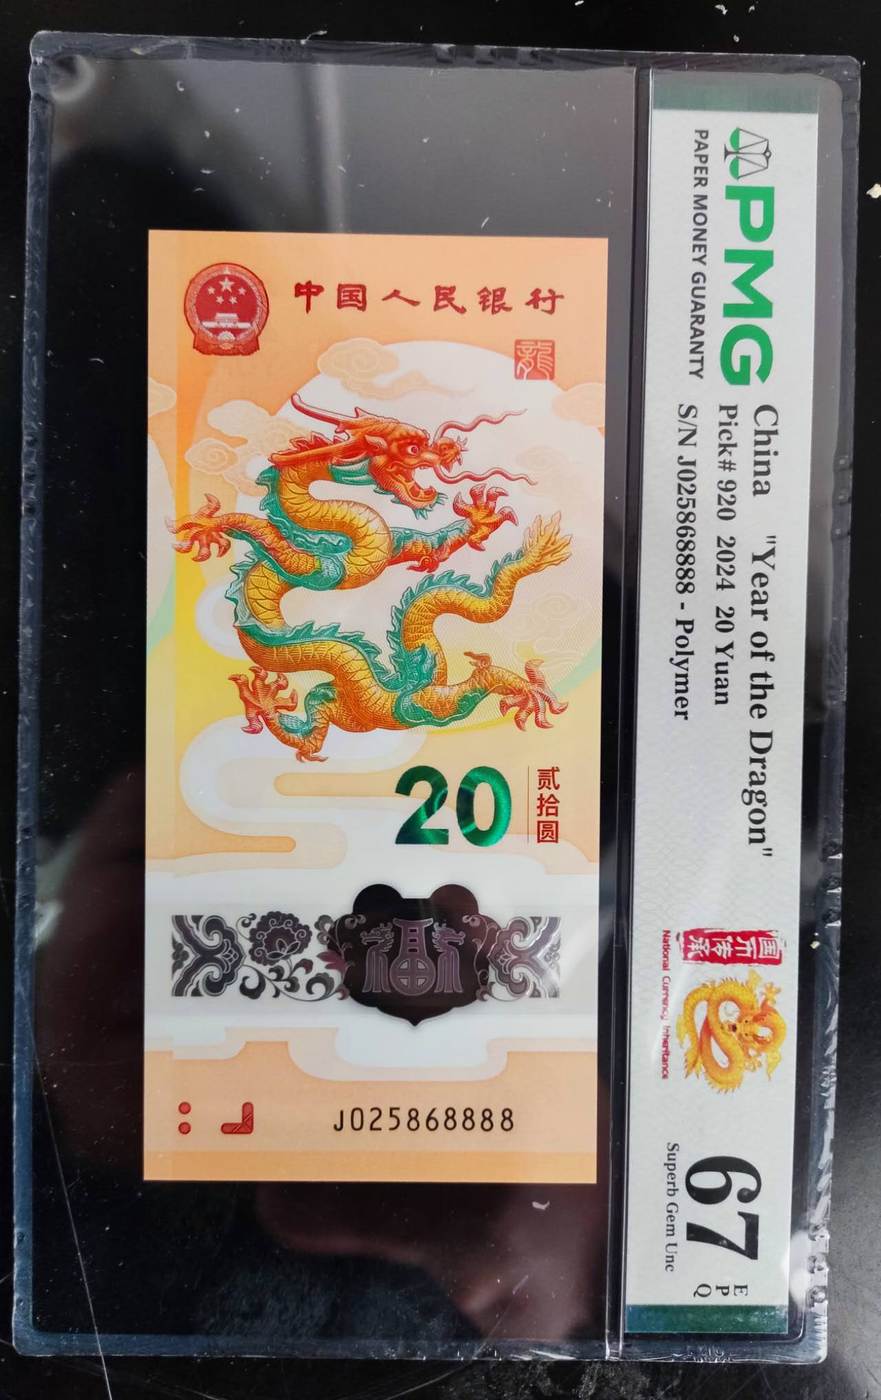 PMG
PAPER MONEY GUARANTY
China "Year of the Dragon"
Pick# 920 2024 20 Yuan
S/N J025868888 - Polymer
国币
传承
National Currency Inheritance
67
EPQ
Superb Gem Unc
中国人民银行
龍
20
贰拾圆
福
J025868888